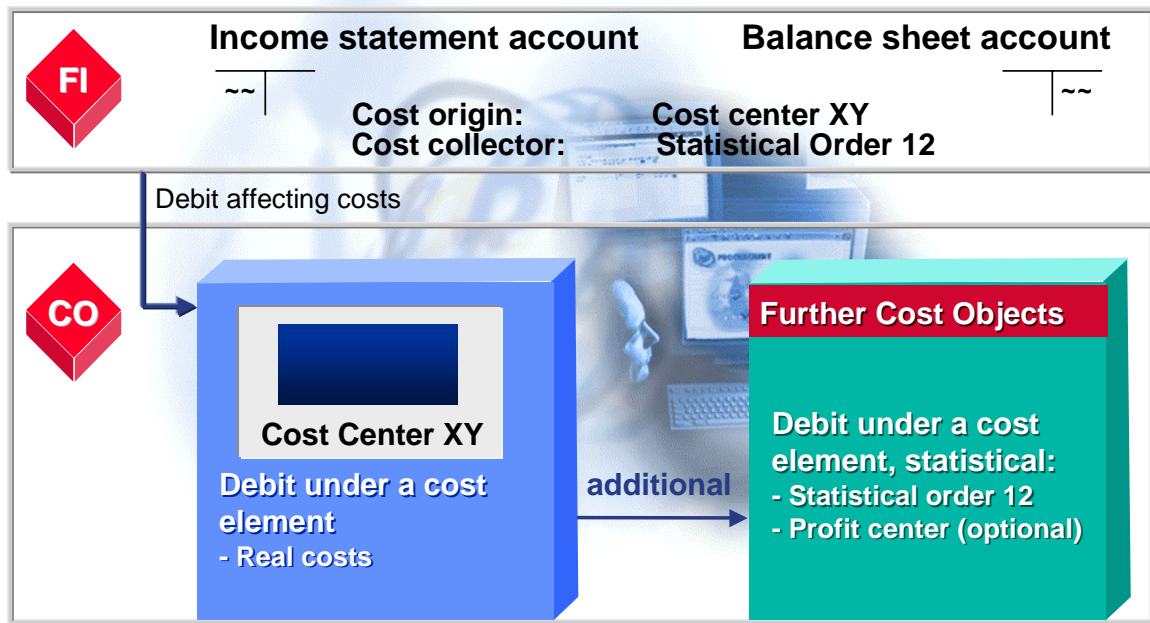 FI
Income statement account Balance sheet account
~~ ~~
Cost origin: Cost center XY
Cost collector: Statistical Order 12
Debit affecting costs
CO
Cost Center XY
Debit under a cost
element
- Real costs
additional
Further Cost Objects
Debit under a cost
element, statistical:
- Statistical order 12
- Profit center (optional)